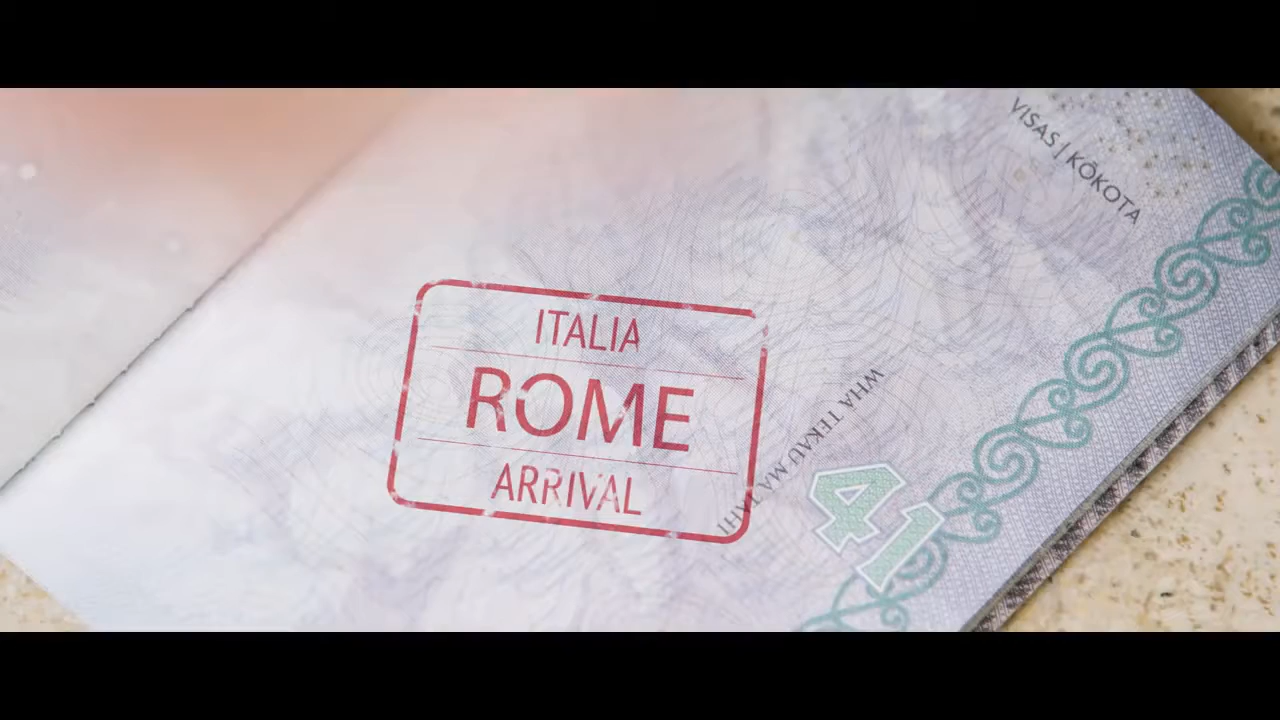 VISAS | KŌKOTA
ITALIA
ROME
ARRIVAL
WHA TEKAU MA TAHI
41